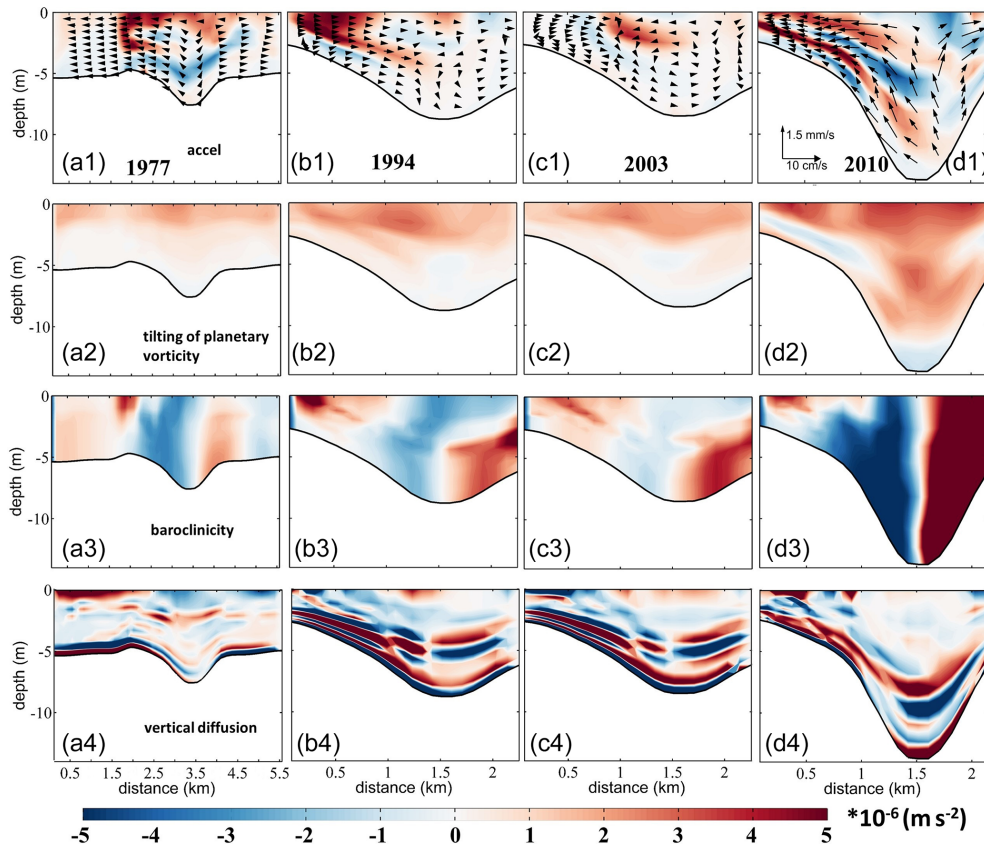 0
-5
-10
depth (m)
(a1)
1977
accel
(b1)
1994
(c1)
2003
1.5 mm/s
10 cm/s
2010
(d1)
0
-5
-10
depth (m)
(a2)
tilting of planetary
vorticity
(b2)
(c2)
(d2)
0
-5
-10
depth (m)
(a3)
baroclinicity
(b3)
(c3)
(d3)
0
-5
-10
depth (m)
(a4)
vertical diffusion
(b4)
(c4)
(d4)
0.5 1.5 2.5 3.5 4.5 5.5
0.5 1 1.5 2
0.5 1 1.5 2
0.5 1 1.5 2
distance (km)
distance (km)
distance (km)
distance (km)
-5 -4 -3 -2 -1 0 1 2 3 4 5
*10-6 (m s-2)